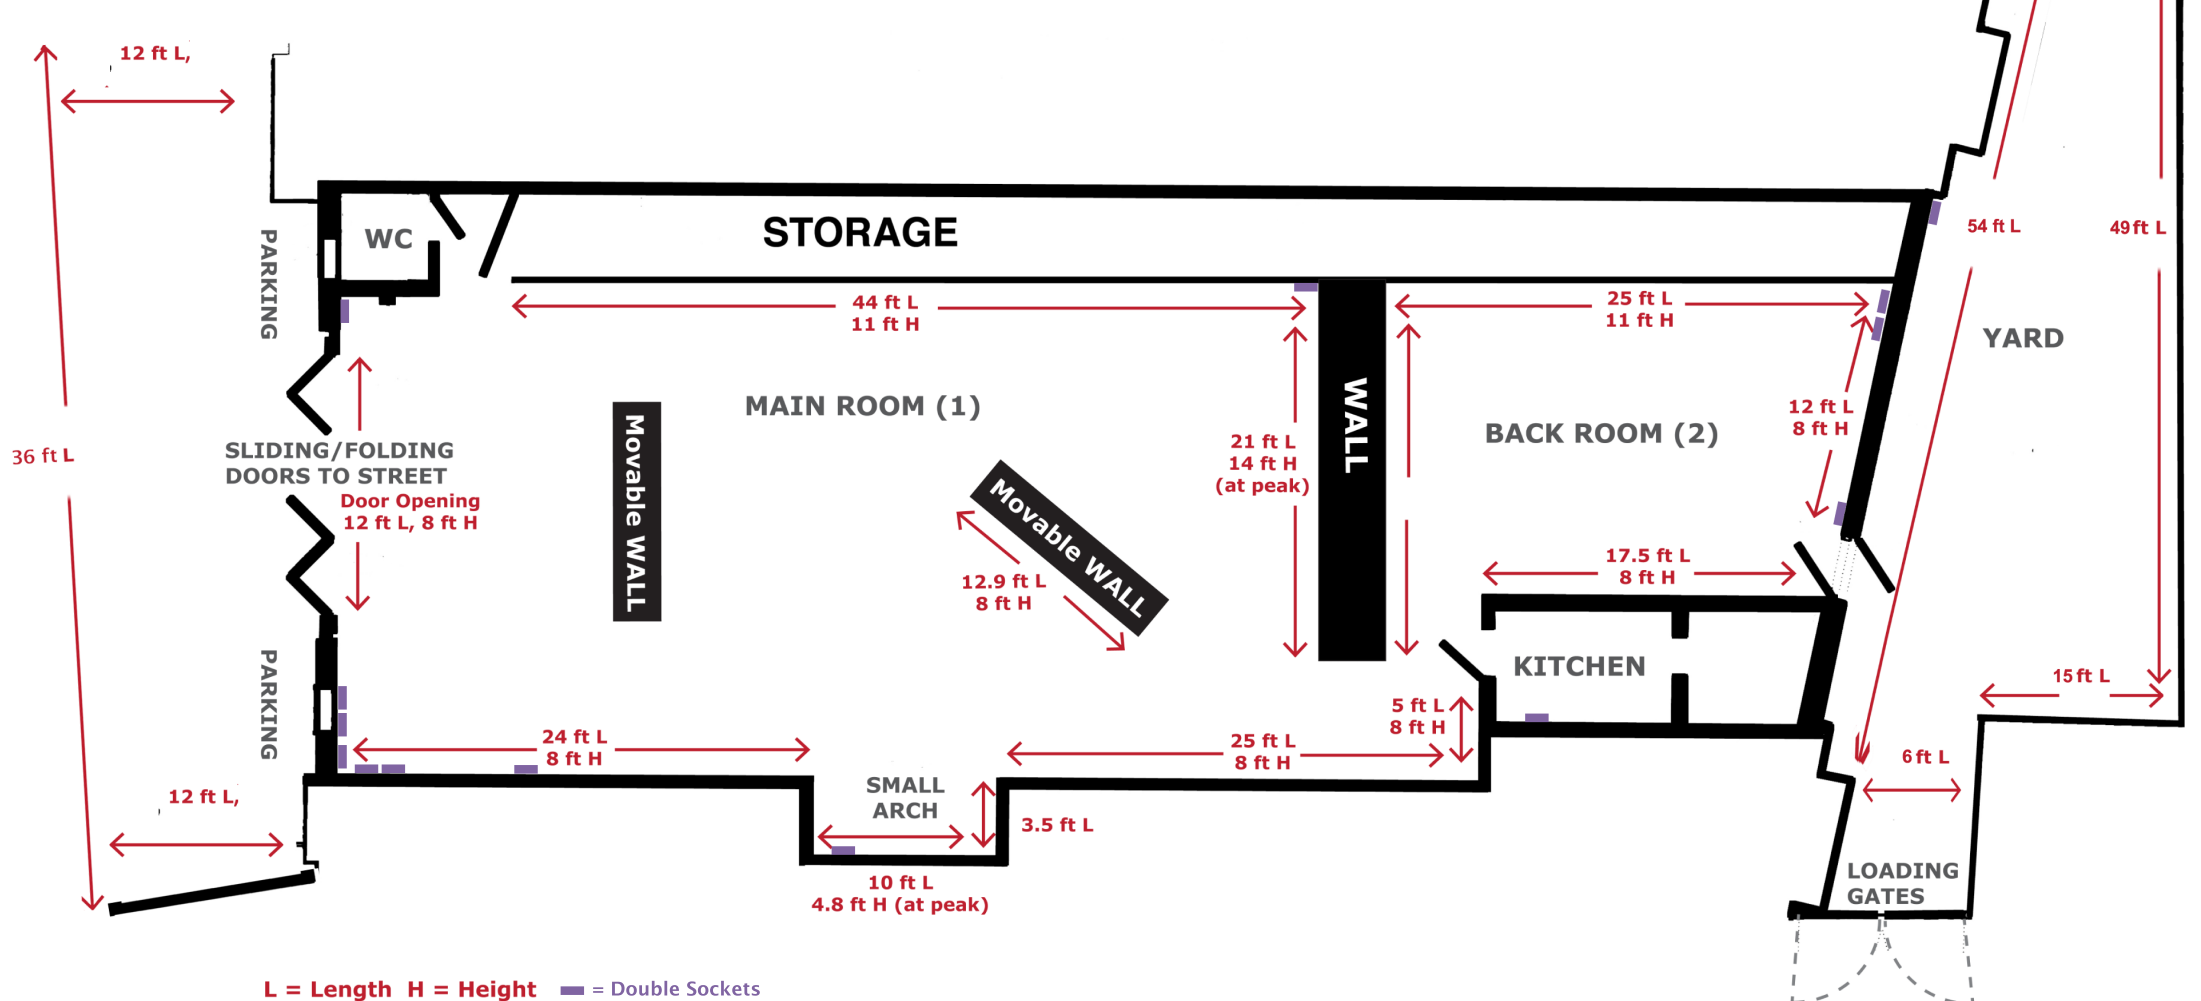 12 ft L,
WC
STORAGE
PARKING
54 ft L
49 ft L
44 ft L
11 ft H
25 ft L
11 ft H
YARD
MAIN ROOM (1)
WALL
BACK ROOM (2)
12 ft L
8 ft H
36 ft L
SLIDING/FOLDING
DOORS TO STREET
Door Opening
12 ft L, 8 ft H
Movable WALL
21 ft L
14 ft H
(at peak)
Movable WALL
12.9 ft L
8 ft H
17.5 ft L
8 ft H
KITCHEN
15 ft L
PARKING
5 ft L
8 ft H
24 ft L
8 ft H
25 ft L
8 ft H
6 ft L
12 ft L,
SMALL
ARCH
3.5 ft L
10 ft L
4.8 ft H (at peak)
LOADING
GATES
L = Length H = Height
= Double Sockets